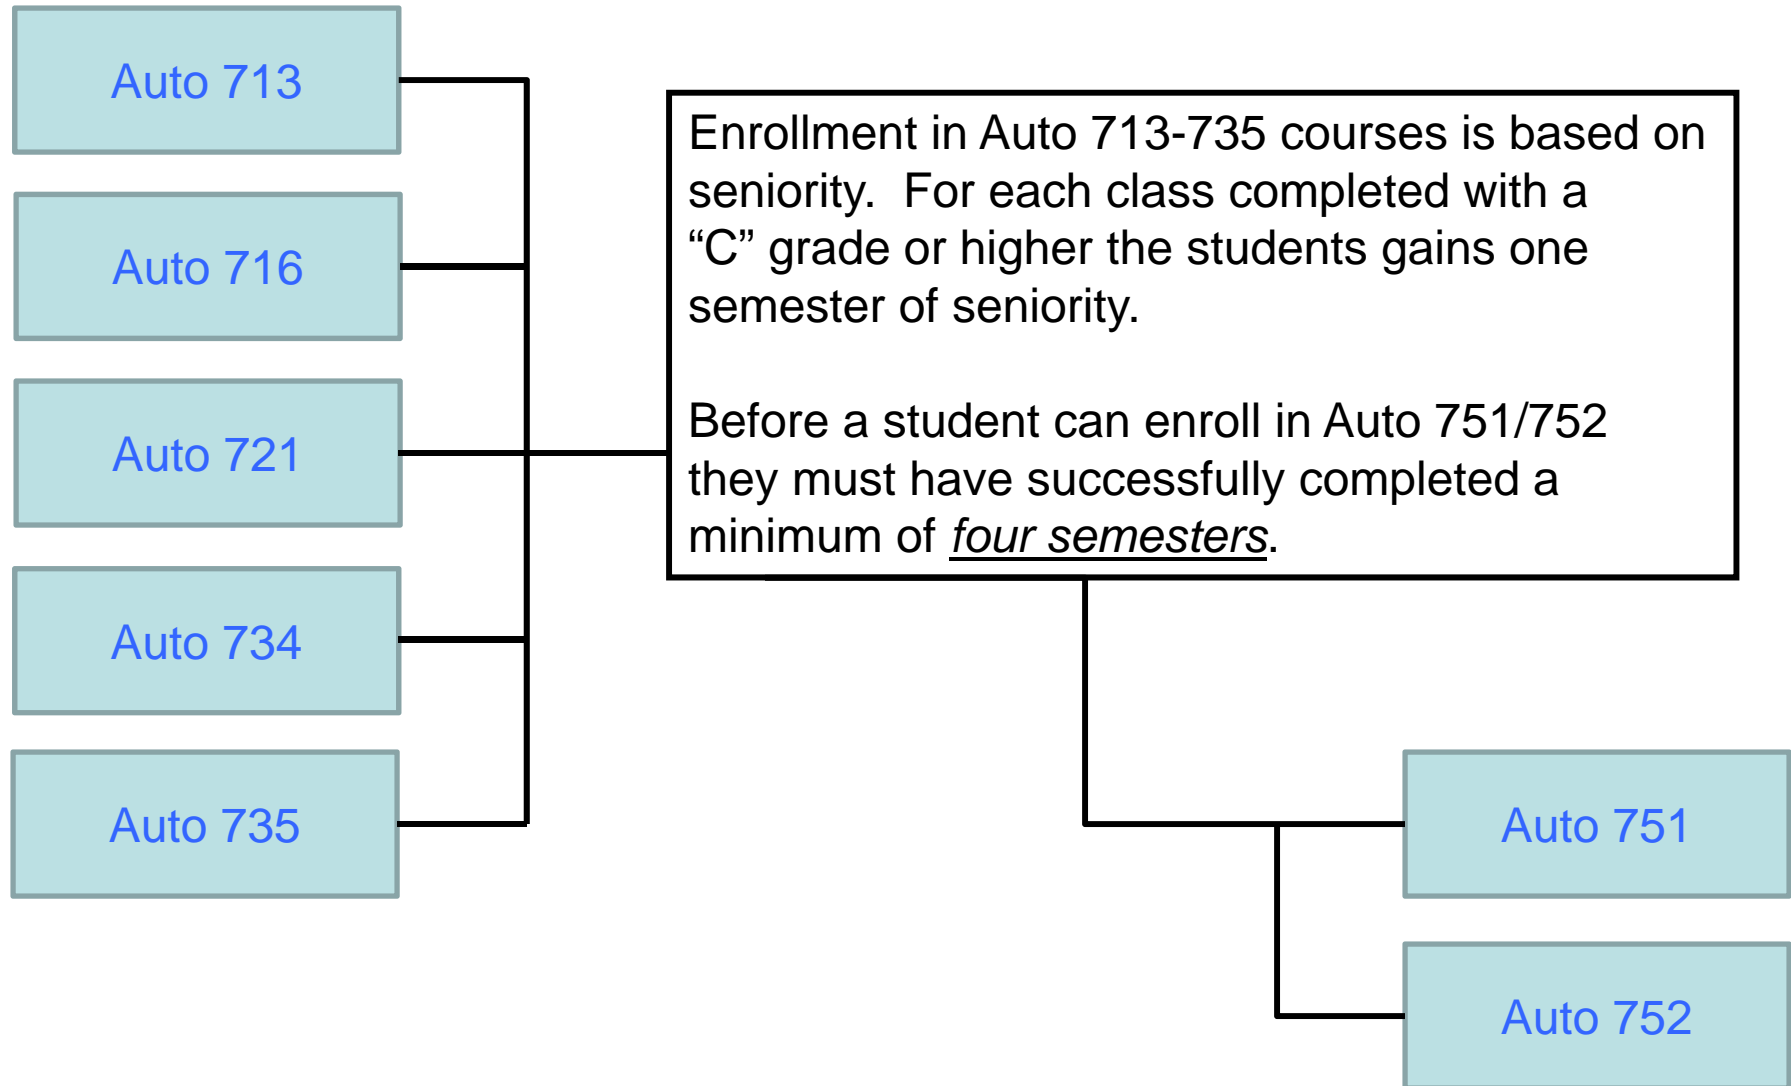 Auto 713
Auto 716
Auto 721
Auto 734
Auto 735
Enrollment in Auto 713-735 courses is based on
seniority.  For each class completed with a
“C” grade or higher the students gains one
semester of seniority.
Before a student can enroll in Auto 751/752
they must have successfully completed a
minimum of four semesters.
Auto 751
Auto 752